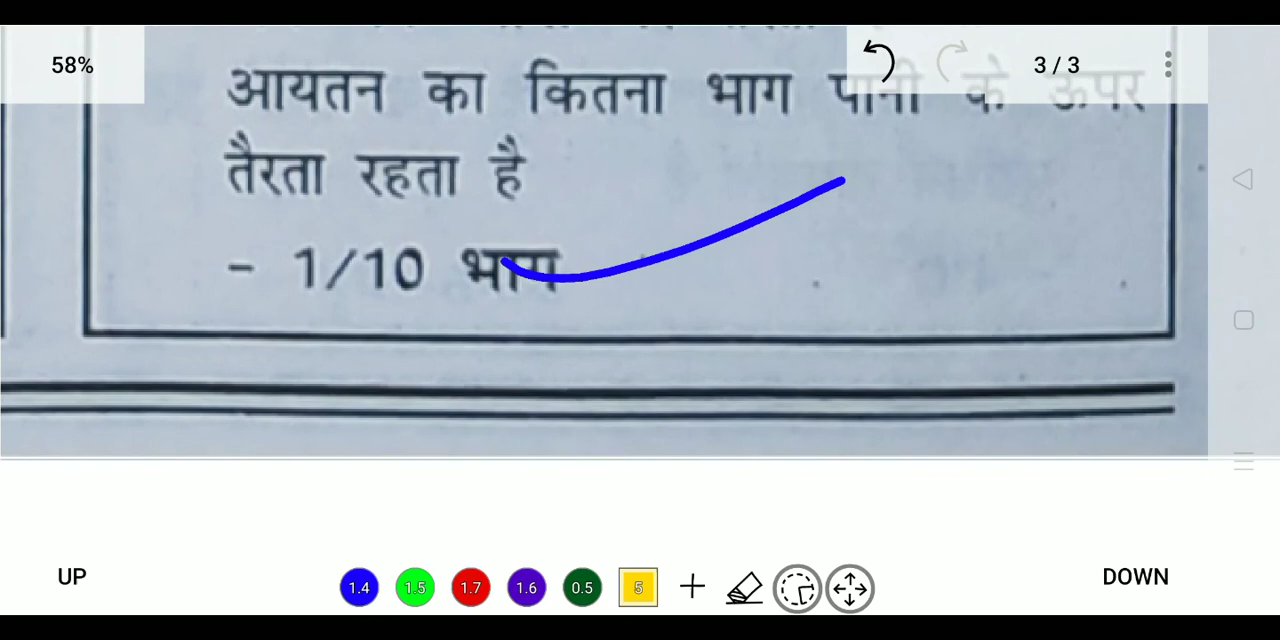 58%
3 / 3
आयतन का कितना भाग पानी के ऊपर
तैरता रहता है
- 1/10 भाग
UP
1.4 1.5 1.7 1.6 0.5 5
DOWN